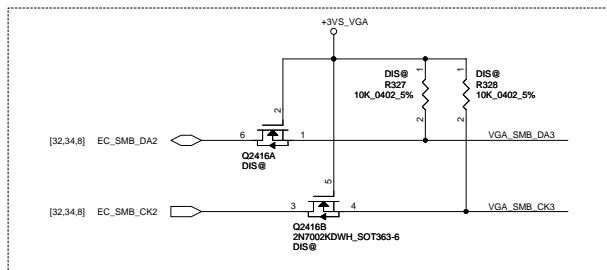 +3VS_VGA
DIS@
R327
10K_0402_5%
DIS@
R328
10K_0402_5%
1
1
2
2
2
[32,34,8] EC_SMB_DA2
6
1
VGA_SMB_DA3
Q2416A
DIS@
5
[32,34,8] EC_SMB_CK2
3
4
VGA_SMB_CK3
Q2416B
2N7002KDWH_SOT363-6
DIS@